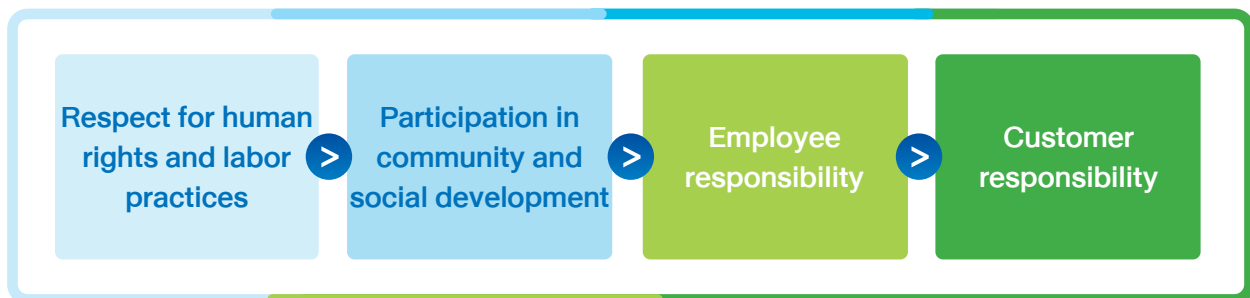 Respect for human
rights and labor
practices
>
Participation in
community and
social development
>
Employee
responsibility
>
Customer
responsibility